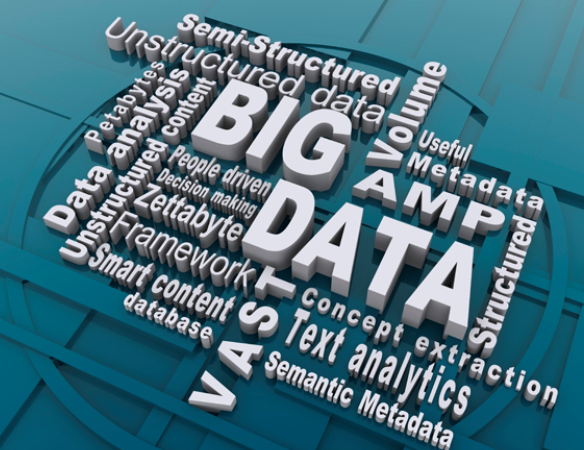 Semi-Structured
Unstructured data
Petabytes
Data analysis
Unstructured content
BIG
DATA
Volume
Useful
Metadata
AMP
People driven
Decision making
Zettabyte
Framework
Smart content
database
VAST
Structured
Concept extraction
Text analytics
Semantic Metadata